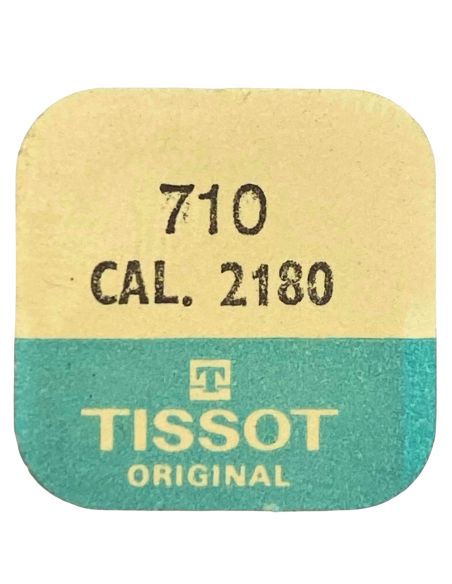 710
CAL. 2180
T
TISSOT
ORIGINAL